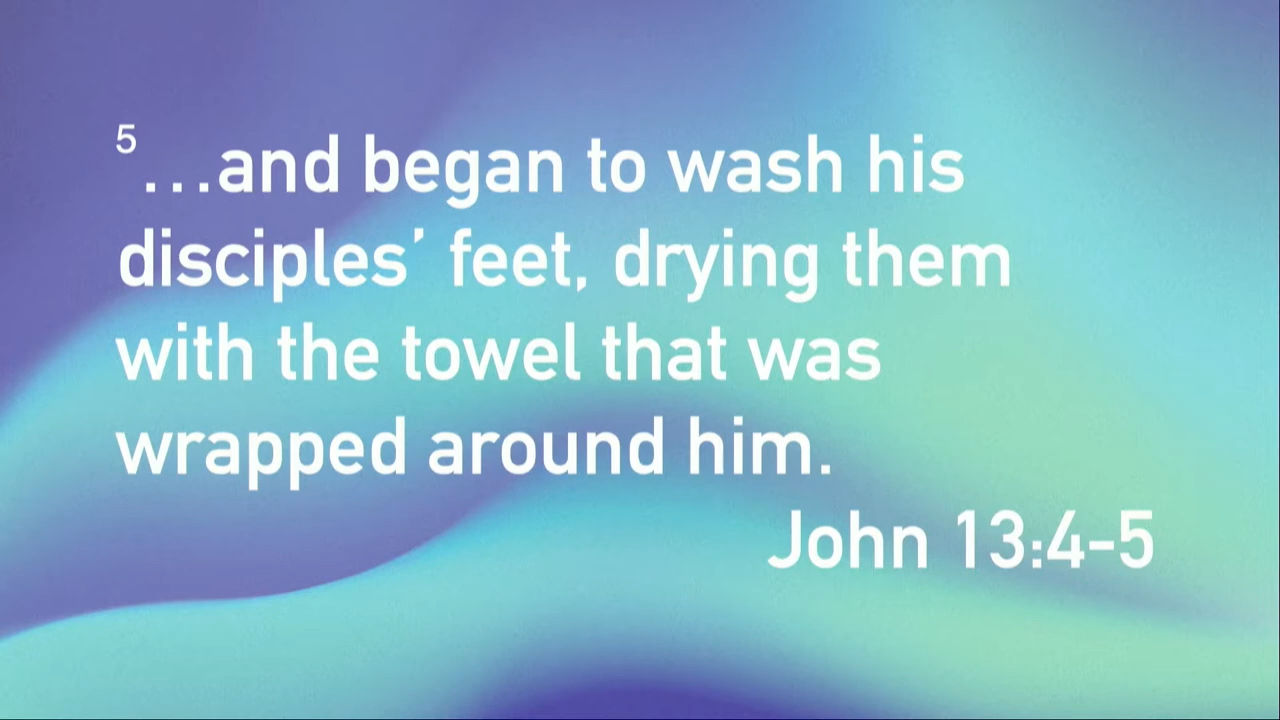 5…and began to wash his
disciples’ feet, drying them
with the towel that was
wrapped around him.
John 13:4-5